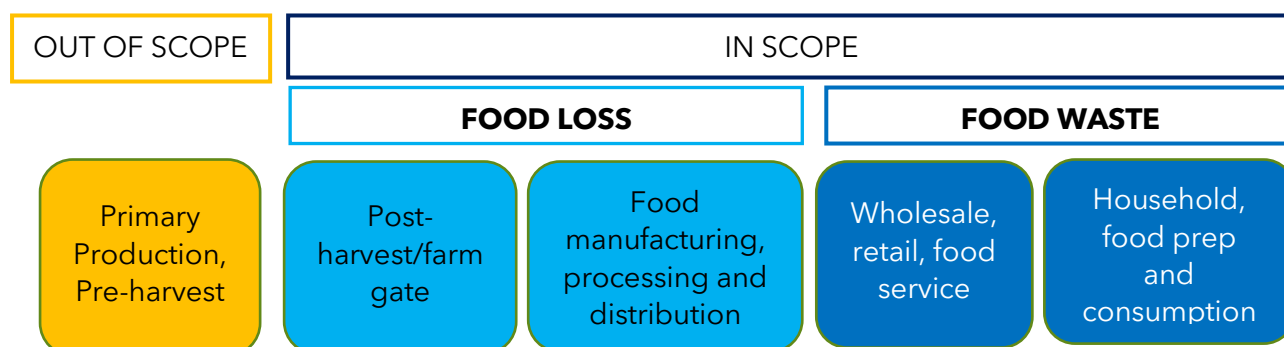 OUT OF SCOPE
IN SCOPE
FOOD LOSS
FOOD WASTE
Primary
Production,
Pre-harvest
Post-
harvest/farm
gate
Food
manufacturing,
processing and
distribution
Wholesale,
retail, food
service
Household,
food prep
and
consumption